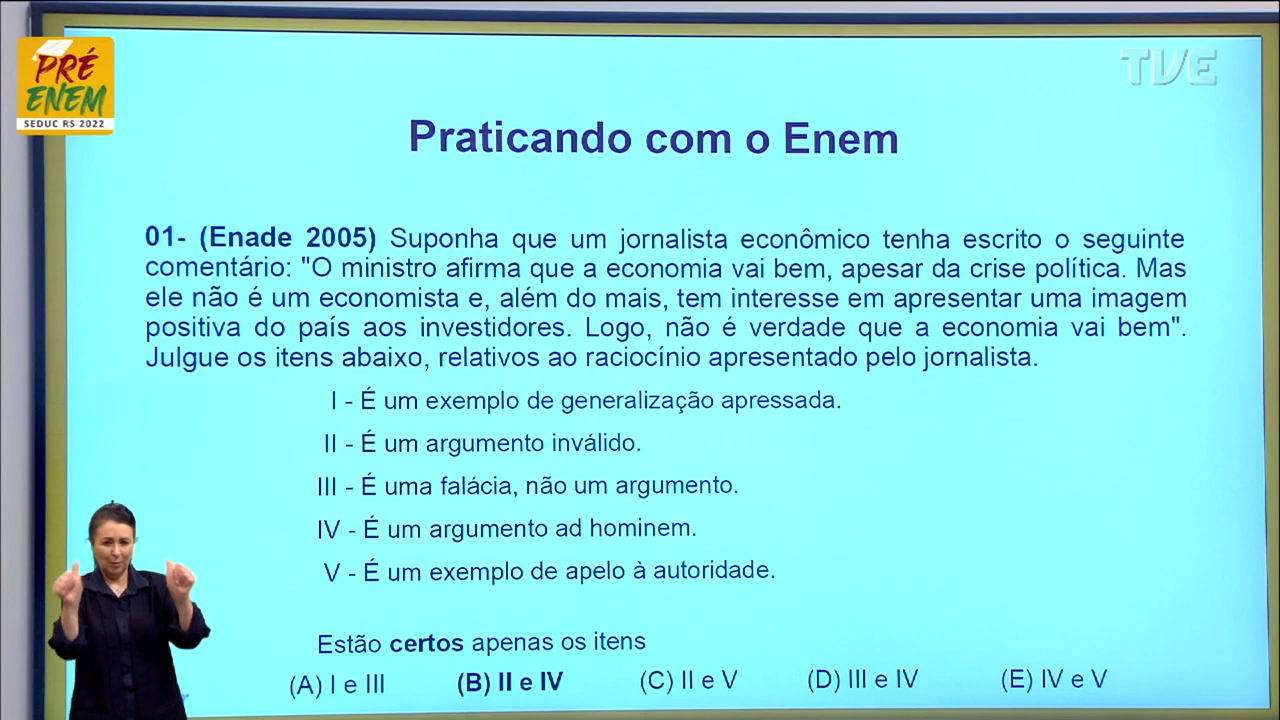 PRÉ
ENEM
SEDUC RS 2022
TVE
Praticando com o Enem
01- (Enade 2005) Suponha que um jornalista econômico tenha escrito o seguinte
comentário: "O ministro afirma que a economia vai bem, apesar da crise política. Mas
ele não é um economista e, além do mais, tem interesse em apresentar uma imagem
positiva do país aos investidores. Logo, não é verdade que a economia vai bem".
Julgue os itens abaixo, relativos ao raciocínio apresentado pelo jornalista.
I - É um exemplo de generalização apressada.
II - É um argumento inválido.
III - É uma falácia, não um argumento.
IV - É um argumento ad hominem.
V - É um exemplo de apelo à autoridade.
Estão certos apenas os itens
(A) I e III (B) II e IV (C) II e V (D) III e IV (E) IV e V